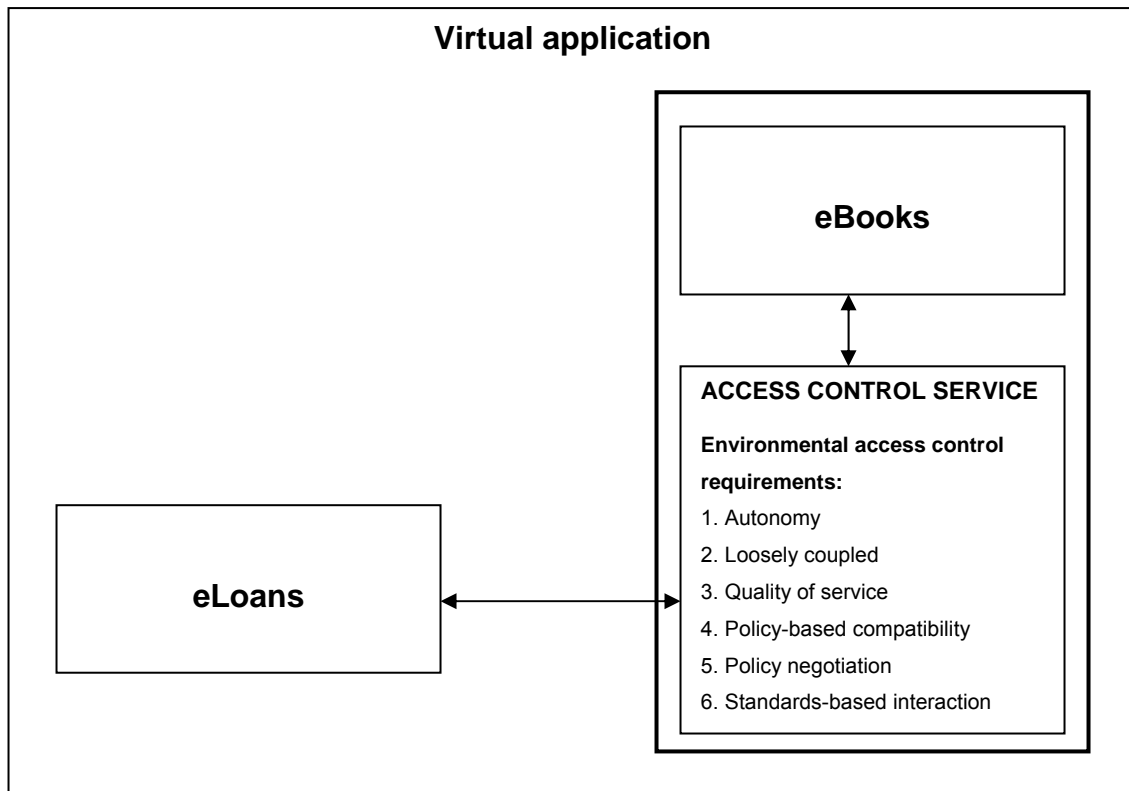 Virtual application
eBooks
ACCESS CONTROL SERVICE
Environmental access control
requirements:
1. Autonomy
2. Loosely coupled
3. Quality of service
4. Policy-based compatibility
5. Policy negotiation
6. Standards-based interaction
eLoans